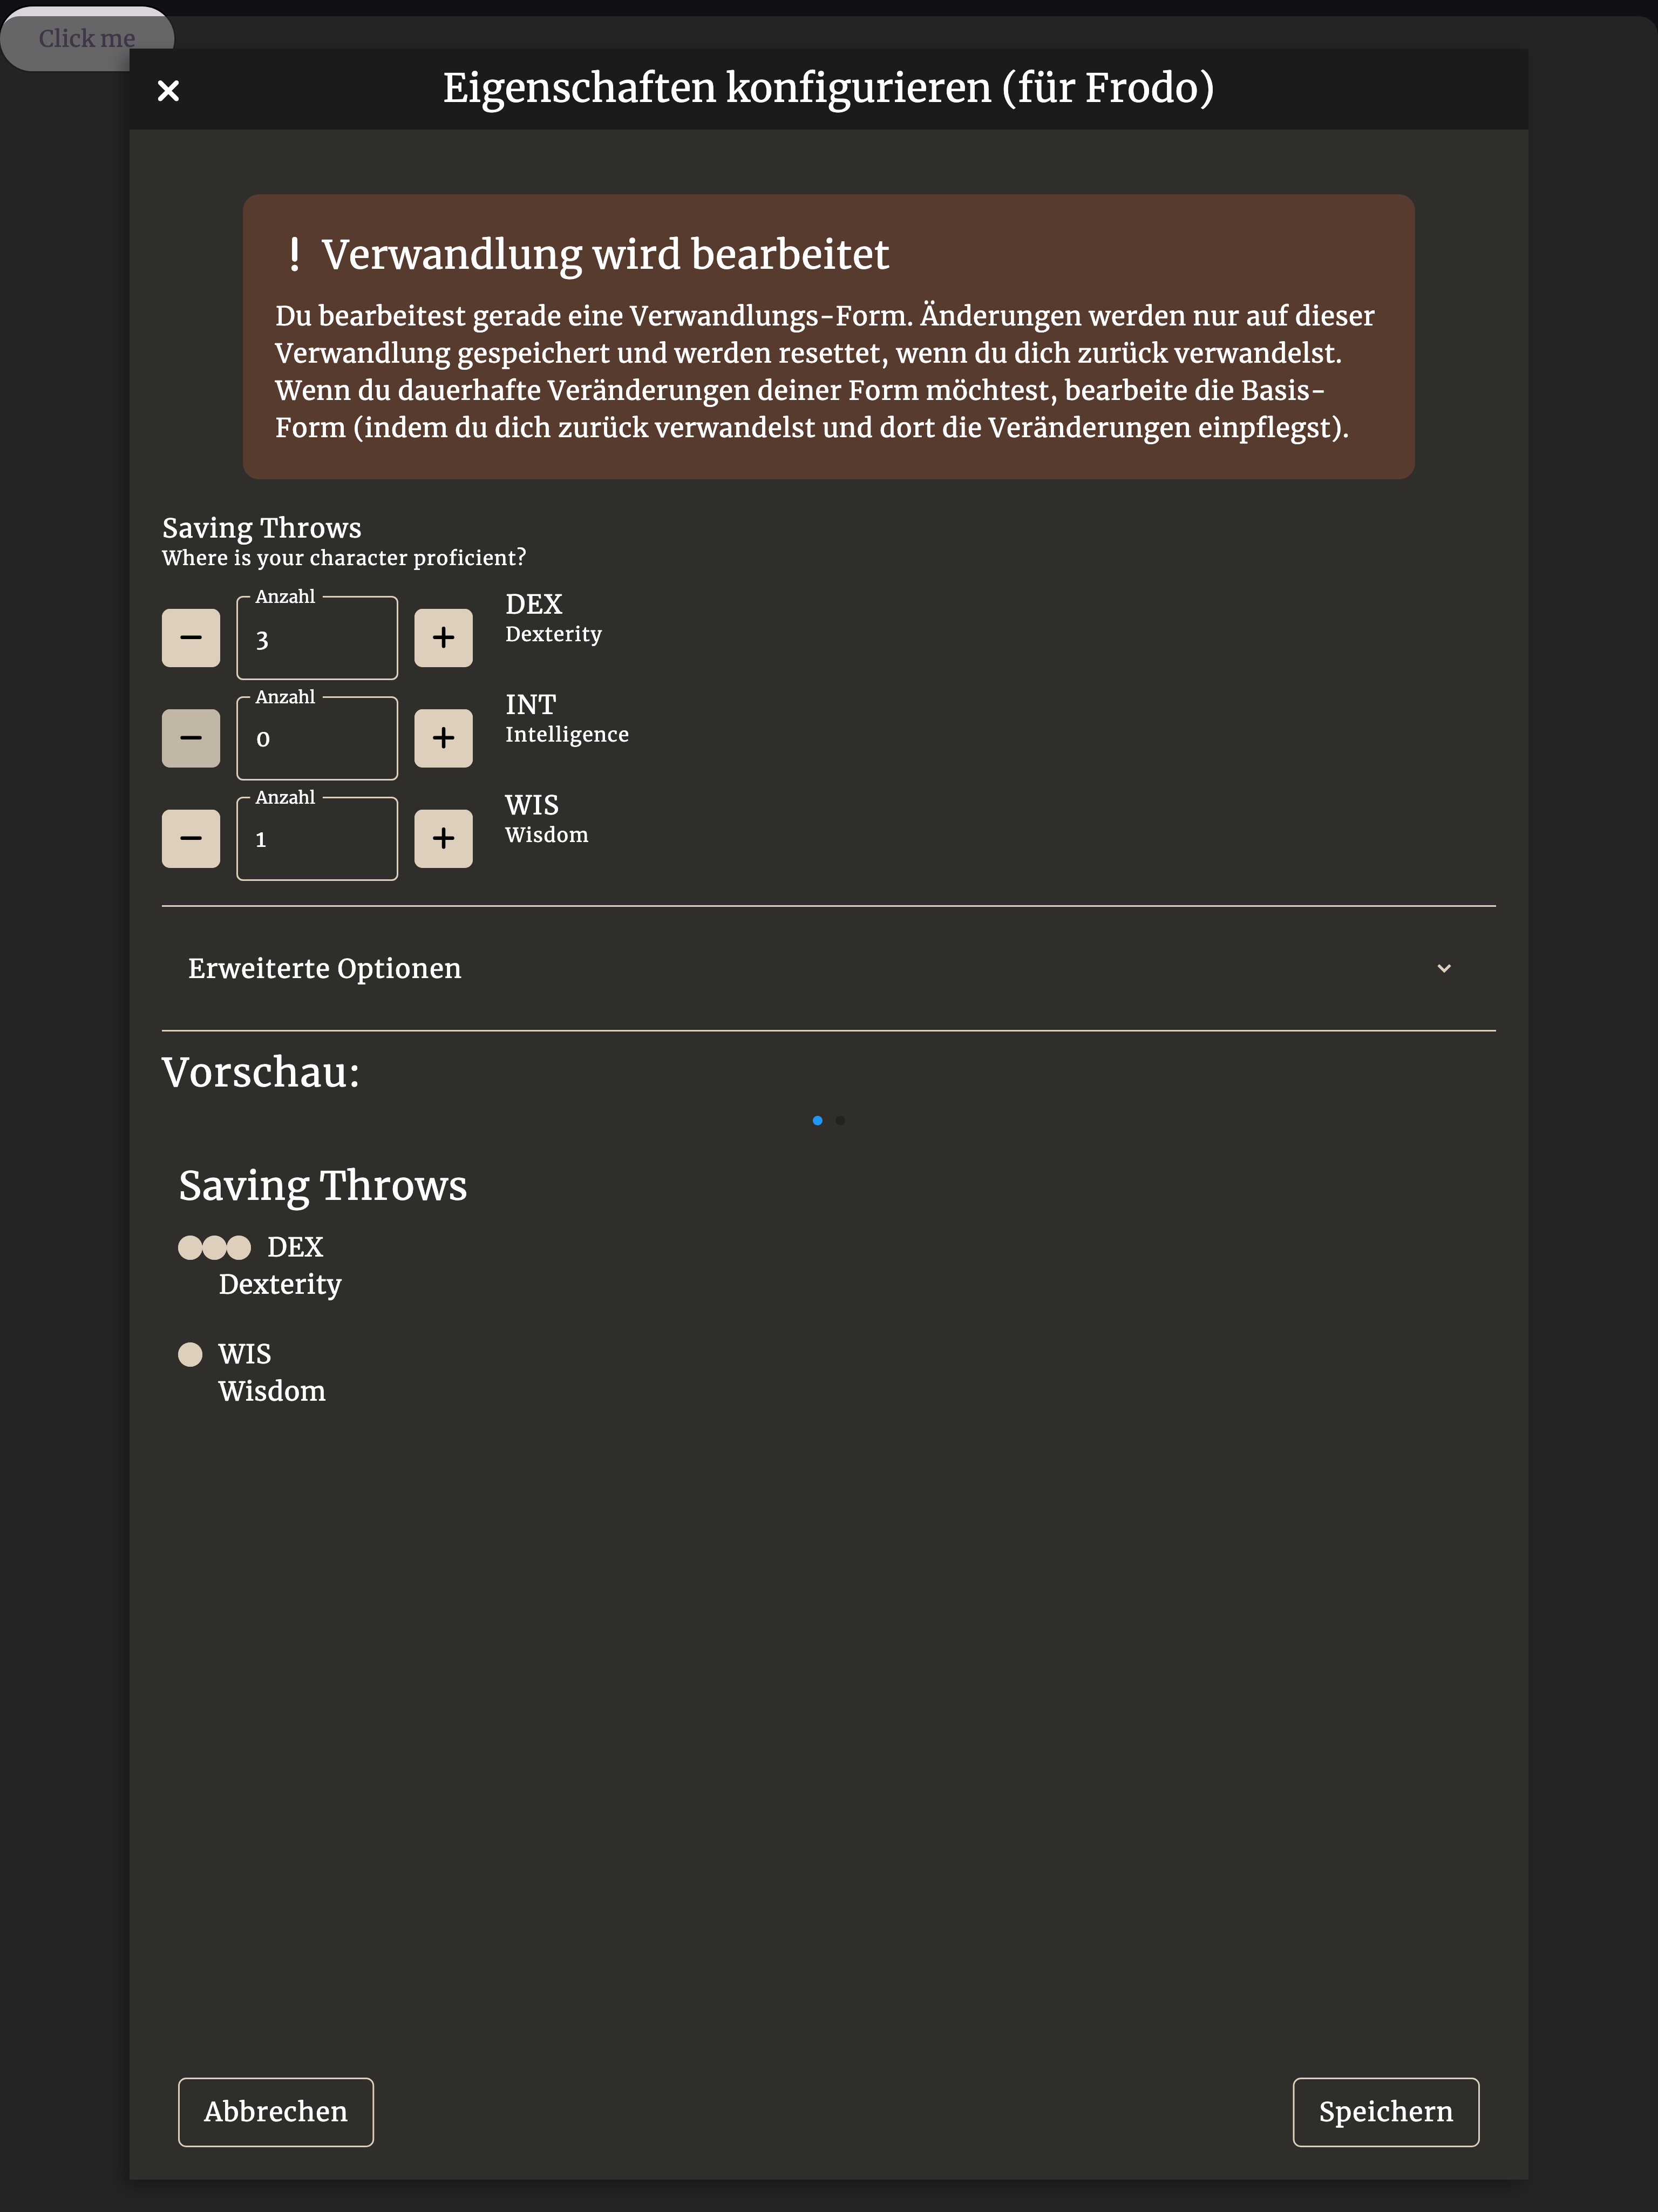 Click me
Eigenschaften konfigurieren (für Frodo)
! Verwandlung wird bearbeitet
Du bearbeitest gerade eine Verwandlungs-Form. Änderungen werden nur auf dieser
Verwandlung gespeichert und werden resettet, wenn du dich zurück verwandelst.
Wenn du dauerhafte Veränderungen deiner Form möchtest, bearbeite die Basis-
Form (indem du dich zurück verwandelst und dort die Veränderungen einpflegst).
Saving Throws
Where is your character proficient?
Anzahl
3
DEX
Dexterity
Anzahl
0
INT
Intelligence
Anzahl
1
WIS
Wisdom
Erweiterte Optionen
Vorschau:
Saving Throws
DEX
Dexterity
WIS
Wisdom
Abbrechen
Speichern